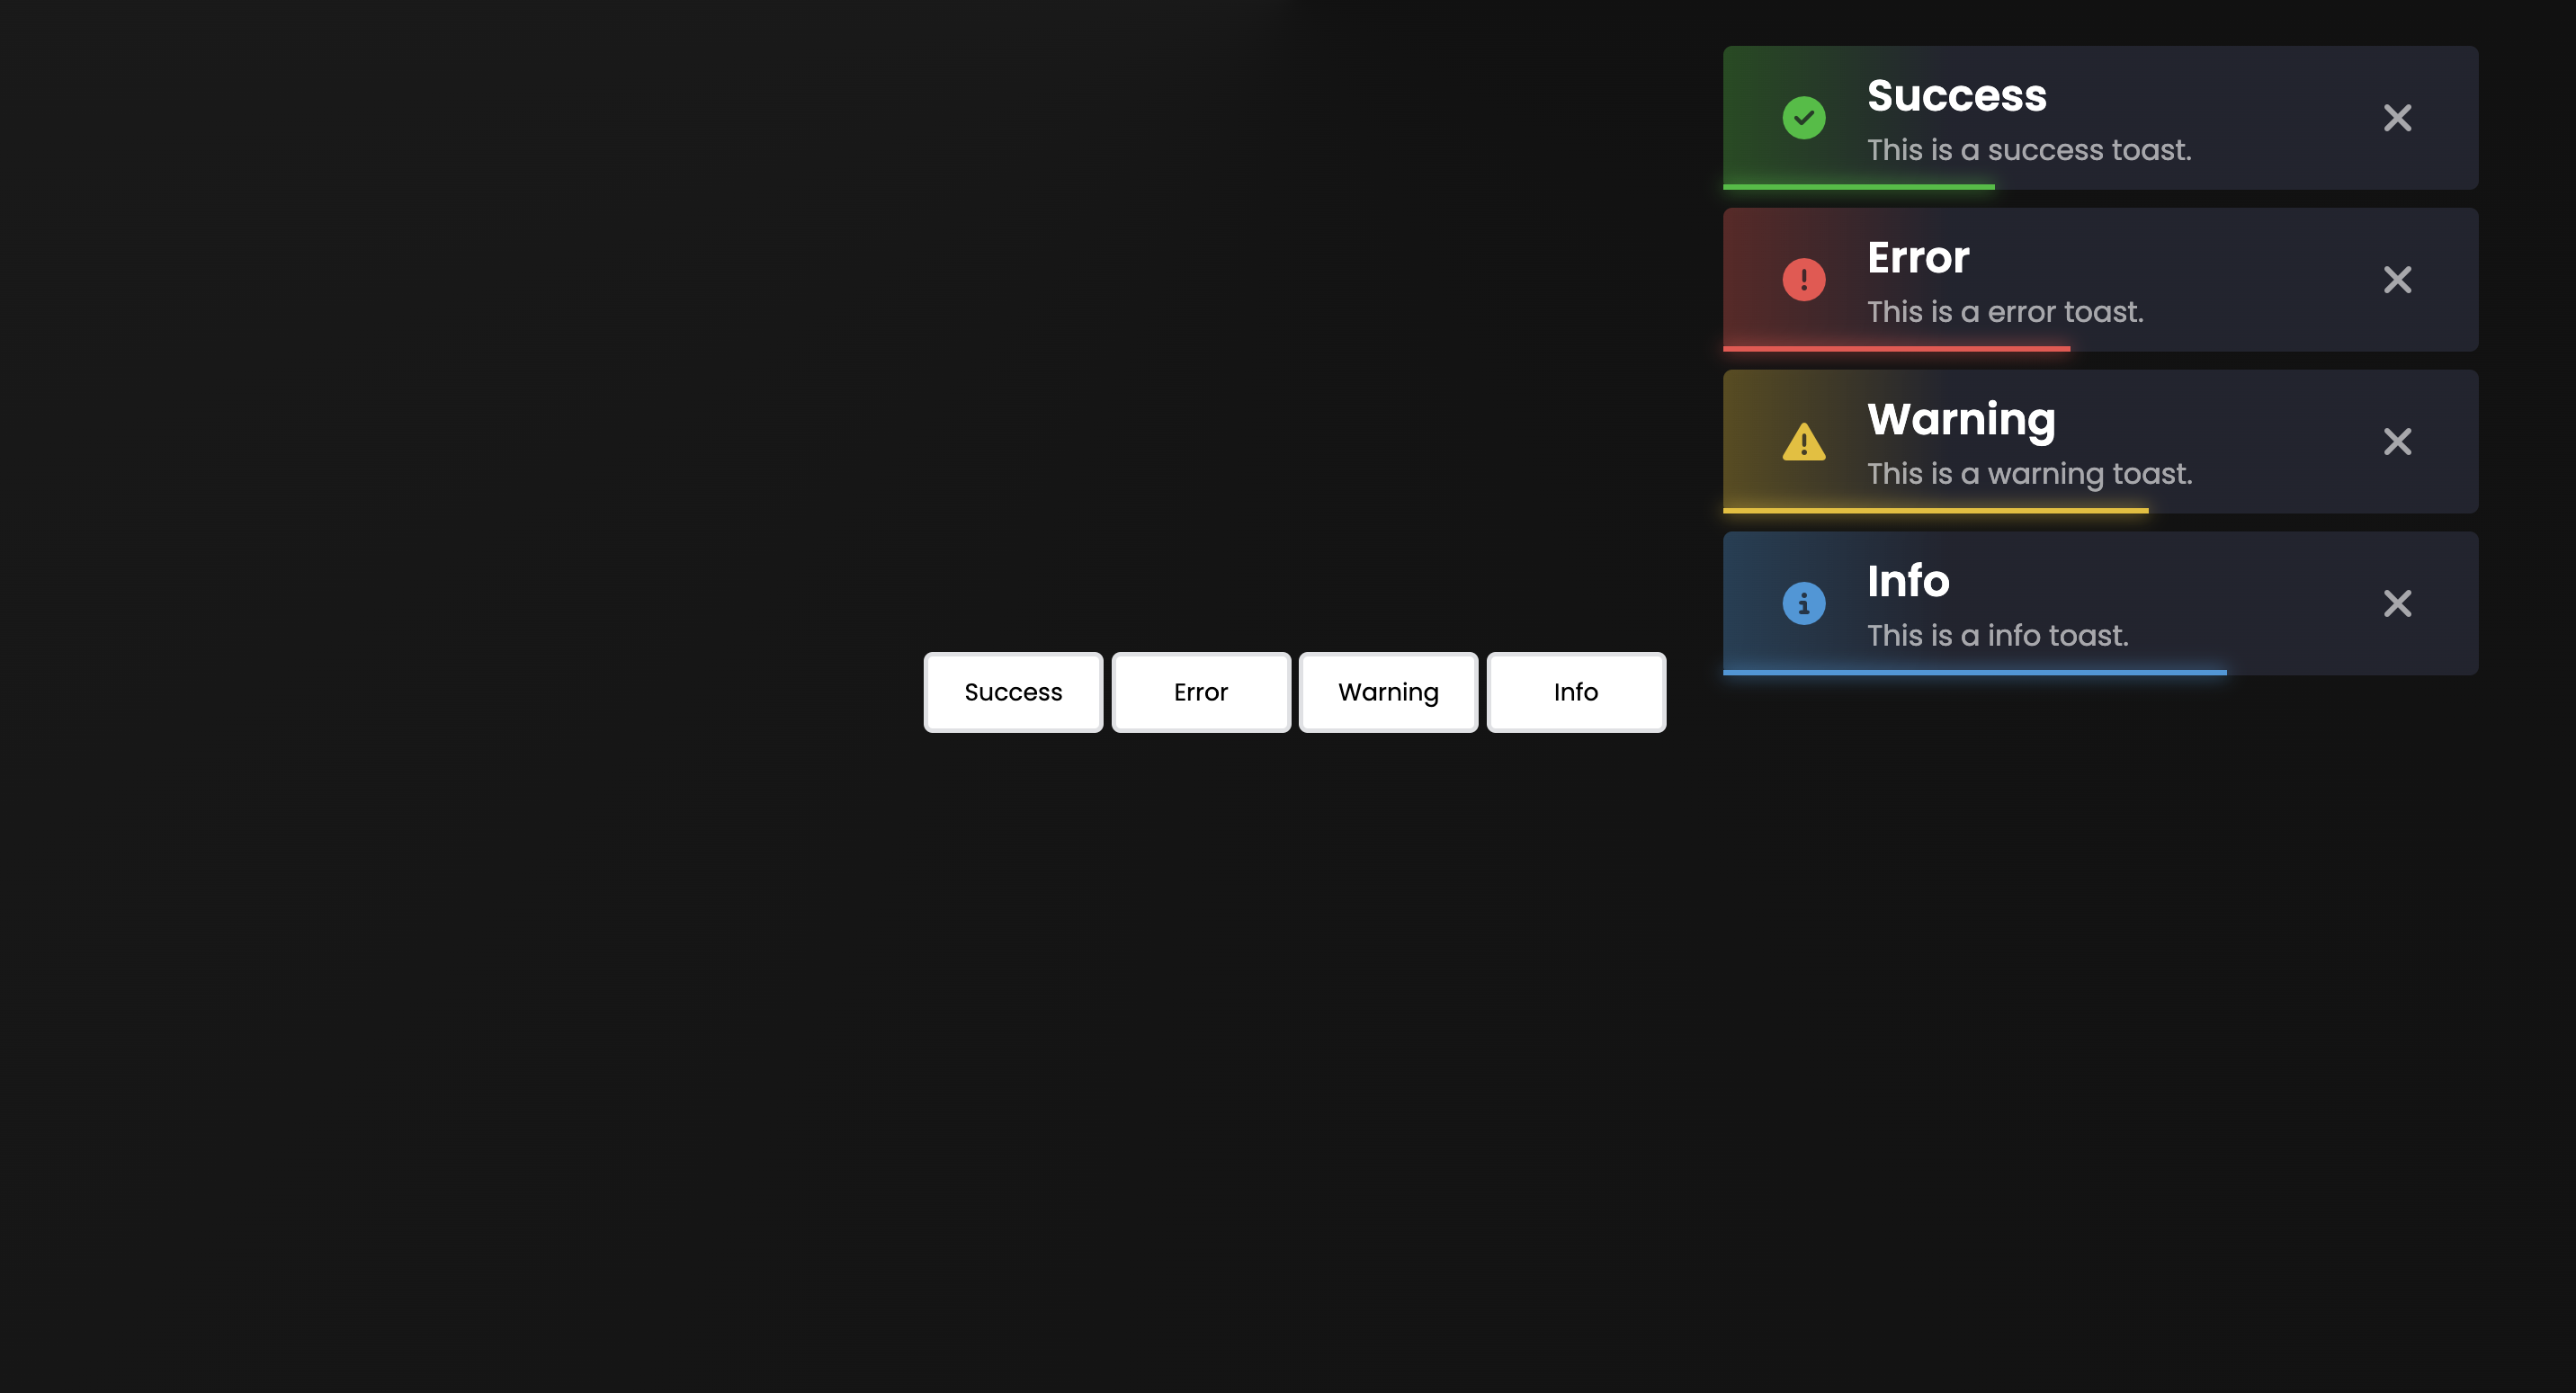 Success
This is a success toast.
Error
This is a error toast.
Warning
This is a warning toast.
Info
This is a info toast.
Success
Error
Warning
Info